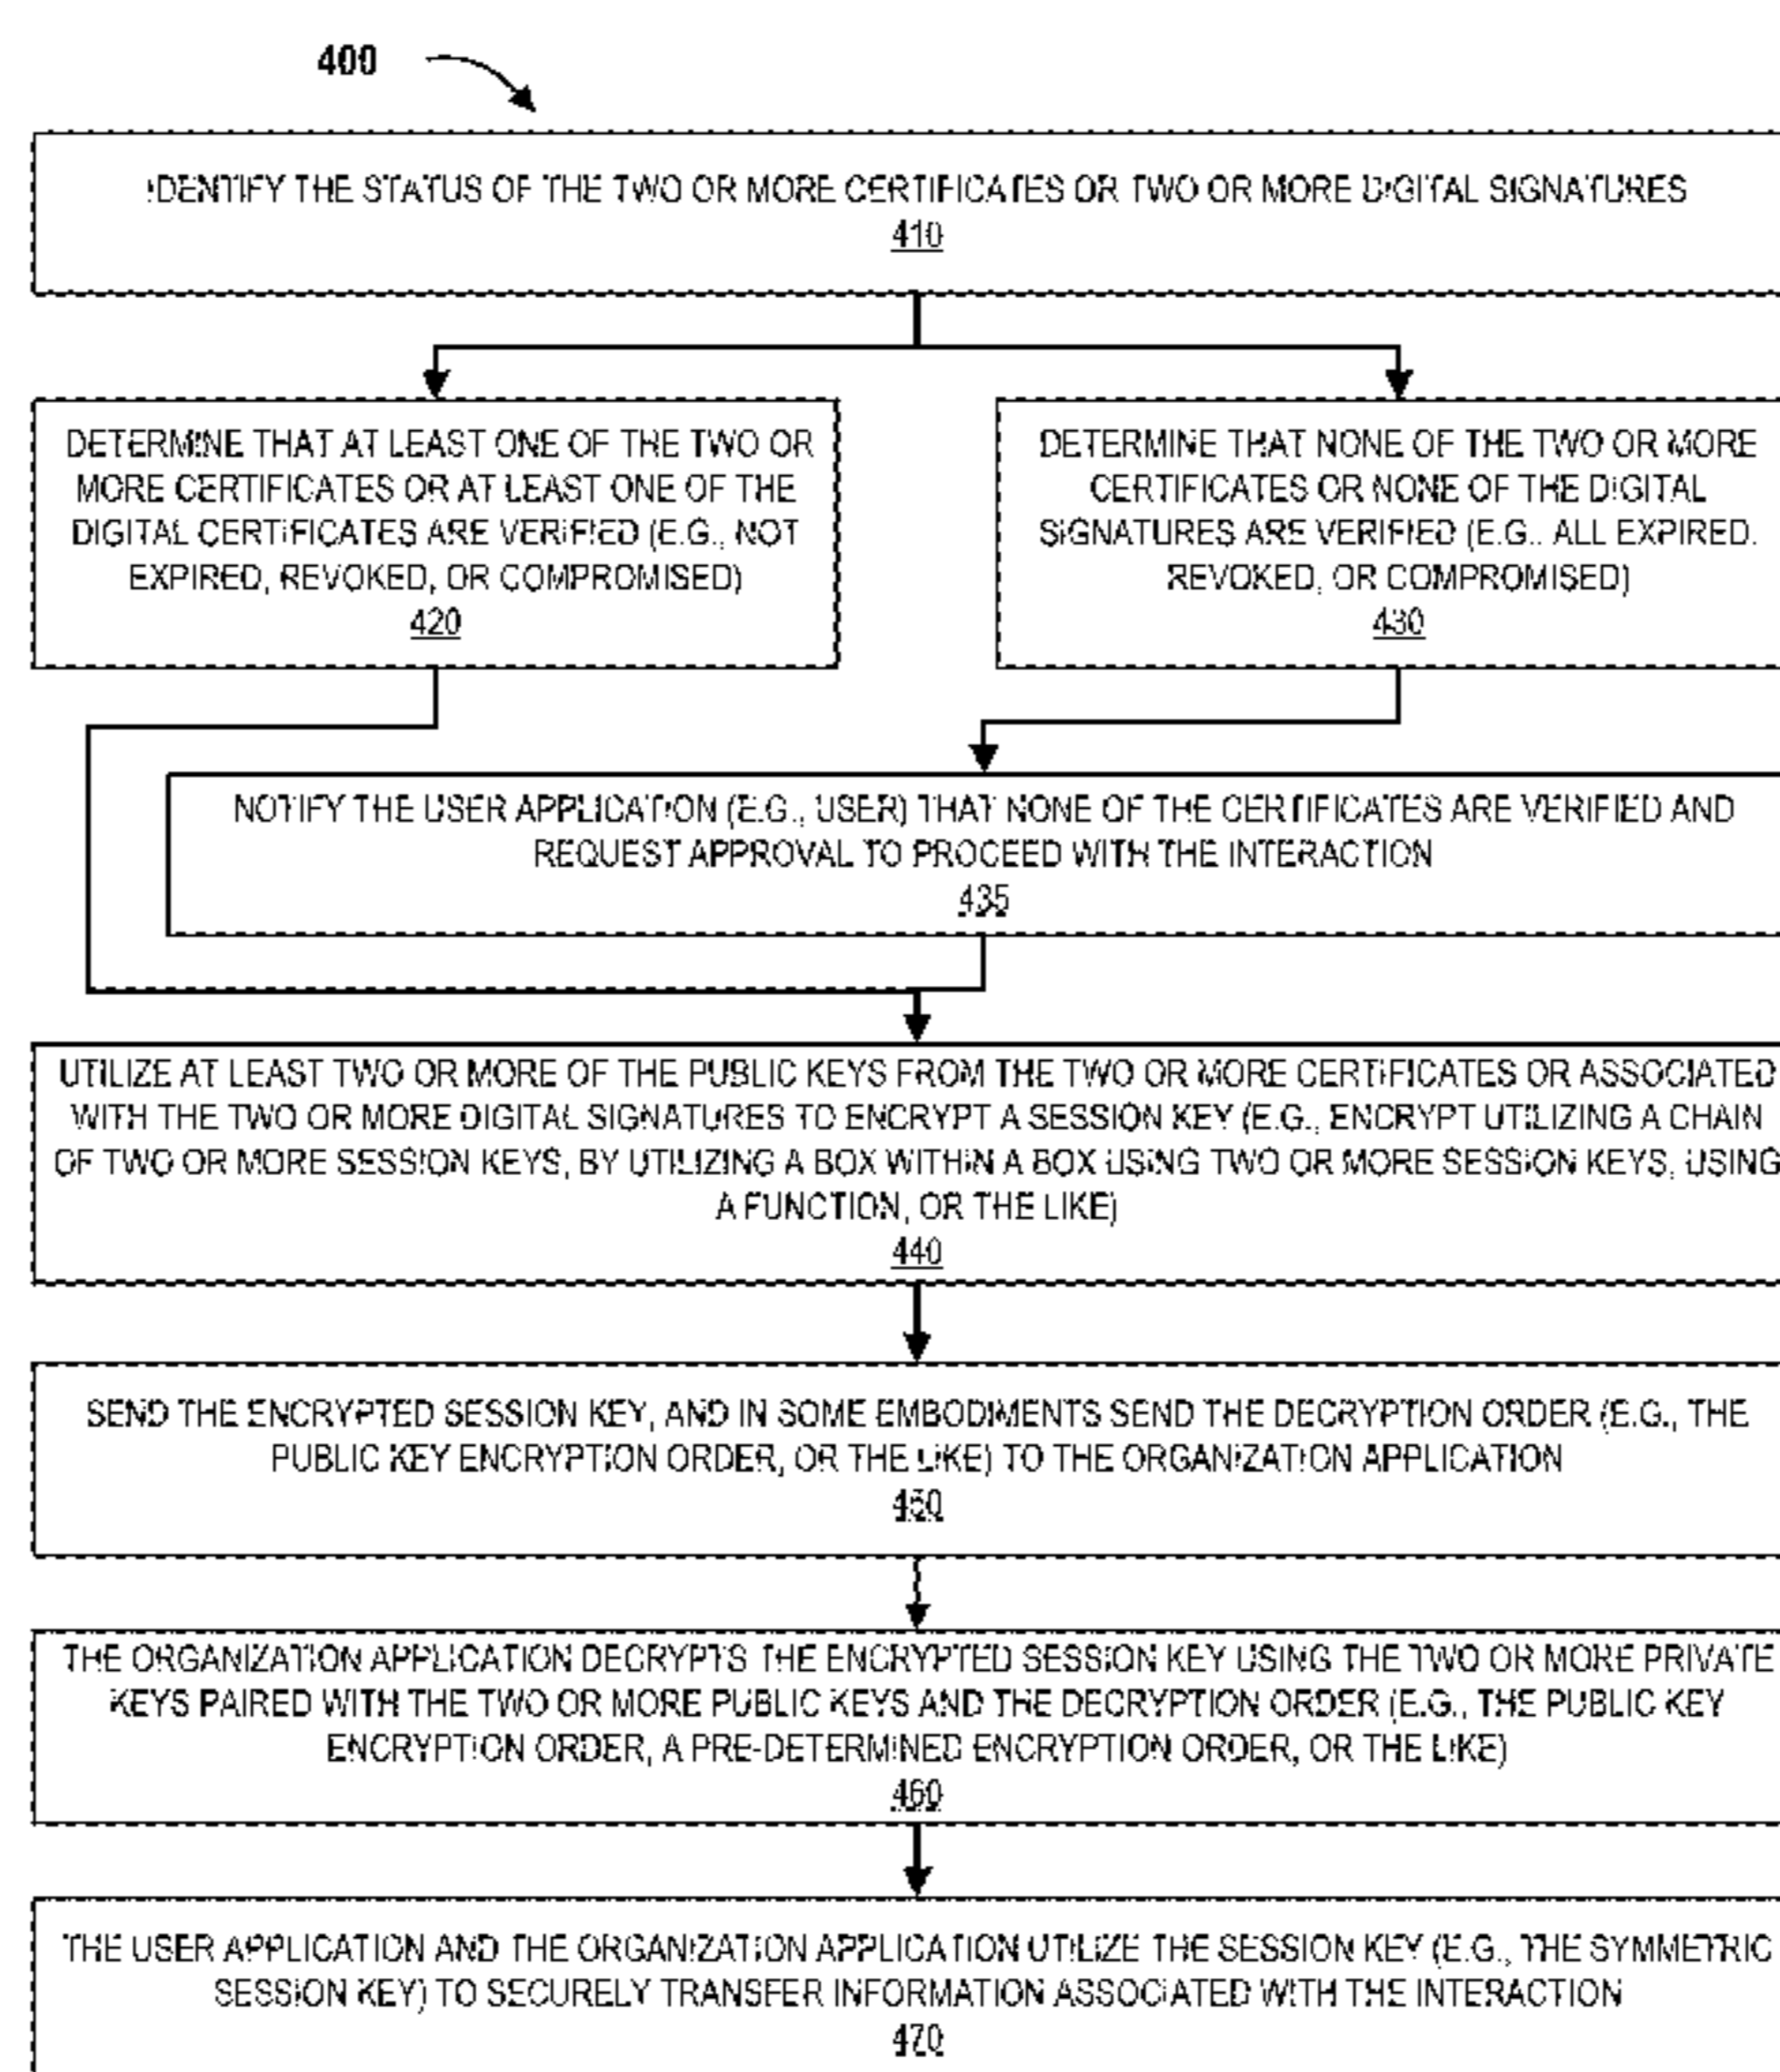 400
IDENTIFY THE STATUS OF THE TWO OR MORE CERTIFICATES OR TWO OR MORE DIGITAL SIGNATURES
410
DETERMINE THAT AT LEAST ONE OF THE TWO OR
MORE CERTIFICATES OR AT LEAST ONE OF THE
DIGITAL CERTIFICATES ARE VERIFIED (E.G., NOT
EXPIRED, REVOKED, OR COMPROMISED)
420
DETERMINE THAT NONE OF THE TWO OR MORE
CERTIFICATES OR NONE OF THE DIGITAL
SIGNATURES ARE VERIFIED (E.G., ALL EXPIRED,
REVOKED, OR COMPROMISED)
430
NOTIFY THE USER APPLICATION (E.G., USER) THAT NONE OF THE CERTIFICATES ARE VERIFIED AND
REQUEST APPROVAL TO PROCEED WITH THE INTERACTION
435
UTILIZE AT LEAST TWO OR MORE OF THE PUBLIC KEYS FROM THE TWO OR MORE CERTIFICATES OR ASSOCIATED
WITH THE TWO OR MORE DIGITAL SIGNATURES TO ENCRYPT A SESSION KEY (E.G., ENCRYPT UTILIZING A CHAIN
OF TWO OR MORE SESSION KEYS, BY UTILIZING A BOX WITHIN A BOX USING TWO OR MORE SESSION KEYS, USING
A FUNCTION, OR THE LIKE)
440
SEND THE ENCRYPTED SESSION KEY, AND IN SOME EMBODIMENTS SEND THE DECRYPTION ORDER (E.G., THE
PUBLIC KEY ENCRYPTION ORDER, OR THE LIKE) TO THE ORGANIZATION APPLICATION
450
THE ORGANIZATION APPLICATION DECRYPTS THE ENCRYPTED SESSION KEY USING THE TWO OR MORE PRIVATE
KEYS PAIRED WITH THE TWO OR MORE PUBLIC KEYS AND THE DECRYPTION ORDER (E.G., THE PUBLIC KEY
ENCRYPTION ORDER, A PRE-DETERMINED ENCRYPTION ORDER, OR THE LIKE)
460
THE USER APPLICATION AND THE ORGANIZATION APPLICATION UTILIZE THE SESSION KEY (E.G., THE SYMMETRIC
SESSION KEY) TO SECURELY TRANSFER INFORMATION ASSOCIATED WITH THE INTERACTION
470